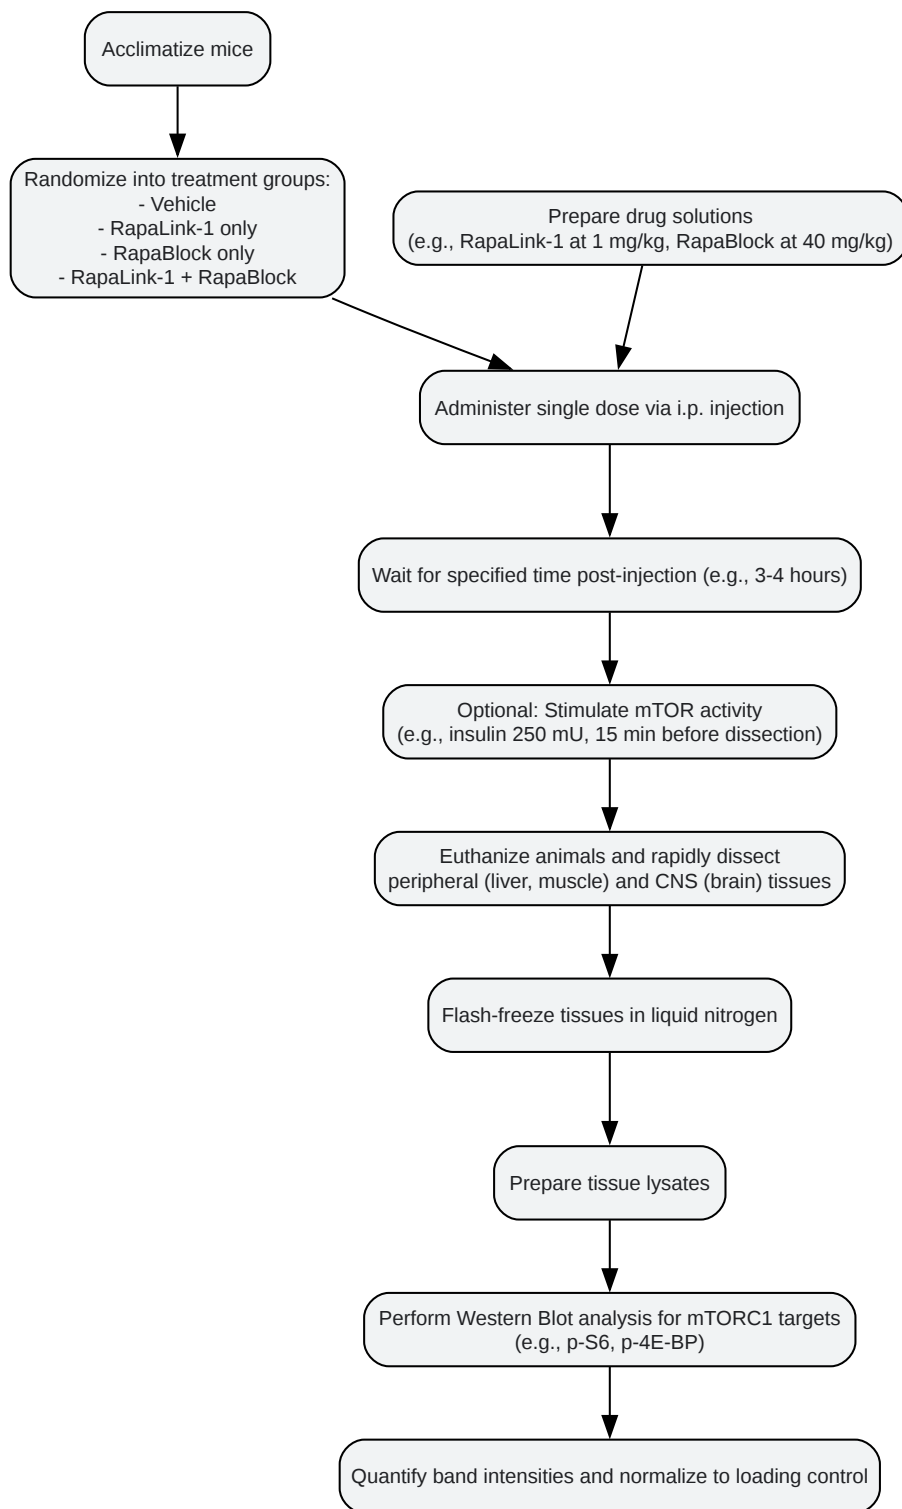 Acclimatize mice
Randomize into treatment groups:
- Vehicle
- RapaLink-1 only
- RapaBlock only
- RapaLink-1 + RapaBlock
Prepare drug solutions
(e.g., RapaLink-1 at 1 mg/kg, RapaBlock at 40 mg/kg)
Administer single dose via i.p. injection
Wait for specified time post-injection (e.g., 3-4 hours)
Optional: Stimulate mTOR activity
(e.g., insulin 250 mU, 15 min before dissection)
Euthanize animals and rapidly dissect
peripheral (liver, muscle) and CNS (brain) tissues
Flash-freeze tissues in liquid nitrogen
Prepare tissue lysates
Perform Western Blot analysis for mTORC1 targets
(e.g., p-S6, p-4E-BP)
Quantify band intensities and normalize to loading control